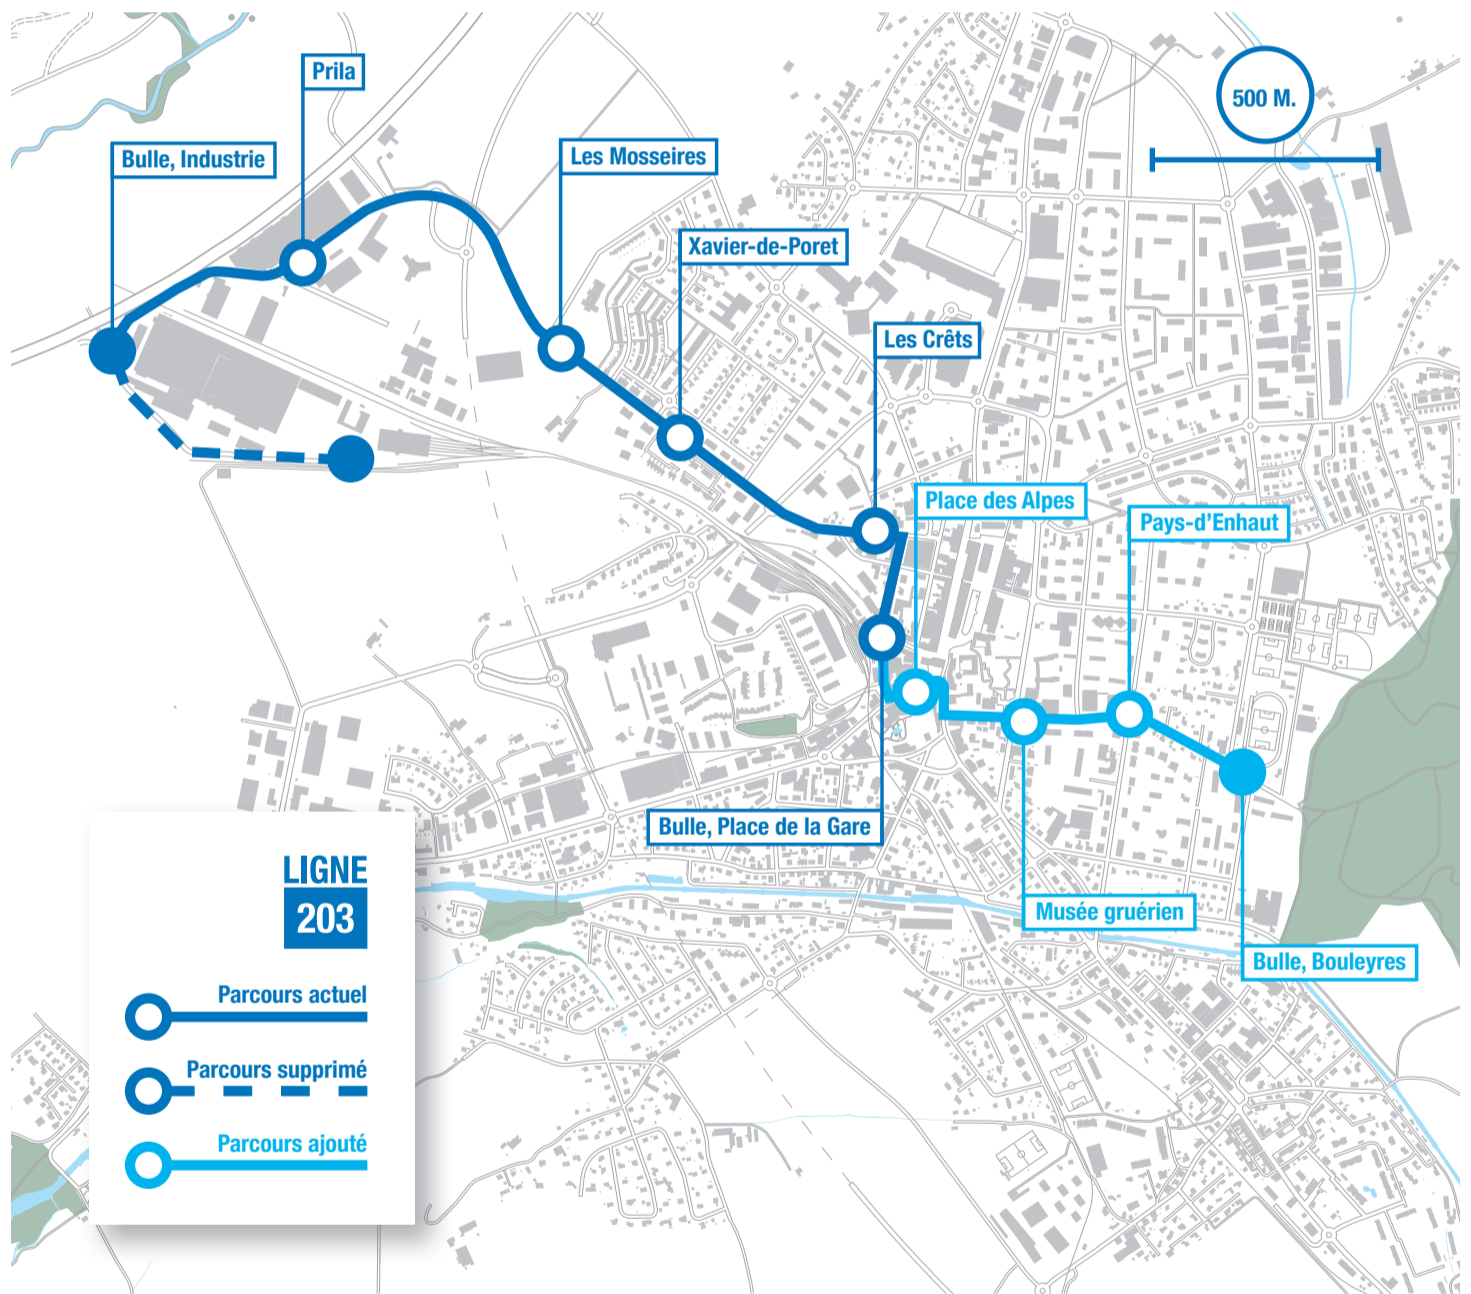 Prila
500 M.
Bulle, Industrie
Les Mosseires
Xavier-de-Poret
Les Crêts
Place des Alpes
Pays-d'Enhaut
Bulle, Place de la Gare
Musée gruérien
Bulle, Bouleyres
LIGNE
203
Parcours actuel
Parcours supprimé
Parcours ajouté